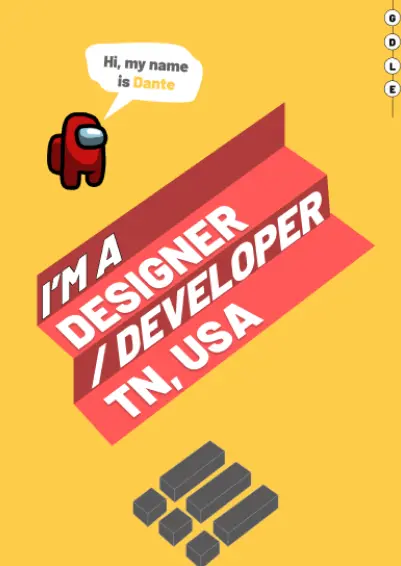 Hi, my name
is Dante
I'M A
DESIGNER
/ DEVELOPER
TN, USA
G
D
L
E